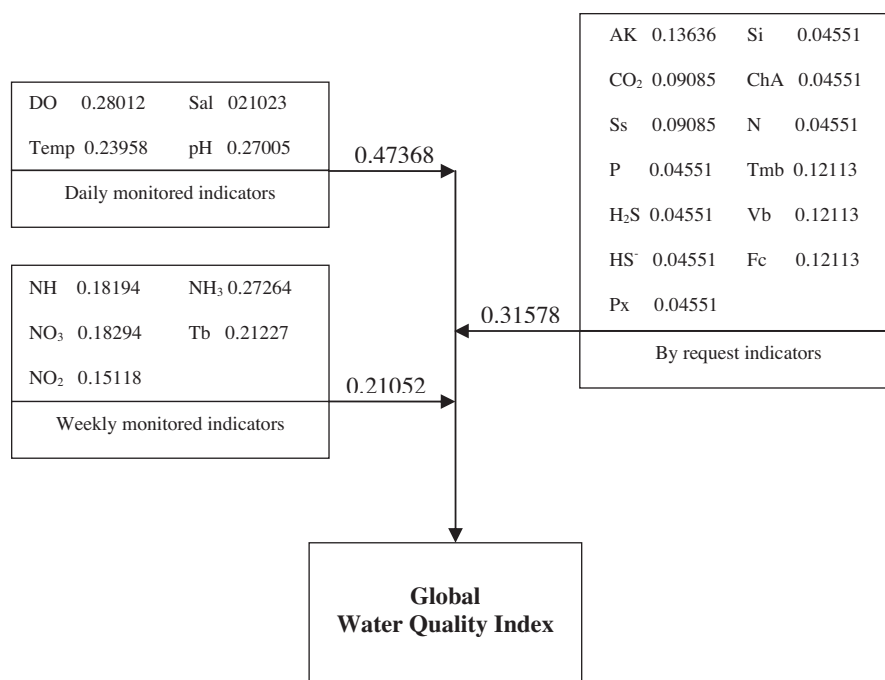 AK 0.13636 Si 0.04551
CO₂ 0.09085 ChA 0.04551
Ss 0.09085 N 0.04551
P 0.04551 Tmb 0.12113
H₂S 0.04551 Vb 0.12113
HS⁻ 0.04551 Fc 0.12113
Px 0.04551
By request indicators
0.31578
DO 0.28012 Sal 021023
Temp 0.23958 pH 0.27005
Daily monitored indicators
0.47368
NH 0.18194 NH₃ 0.27264
NO₃ 0.18294 Tb 0.21227
NO₂ 0.15118
Weekly monitored indicators
0.21052
Global
Water Quality Index